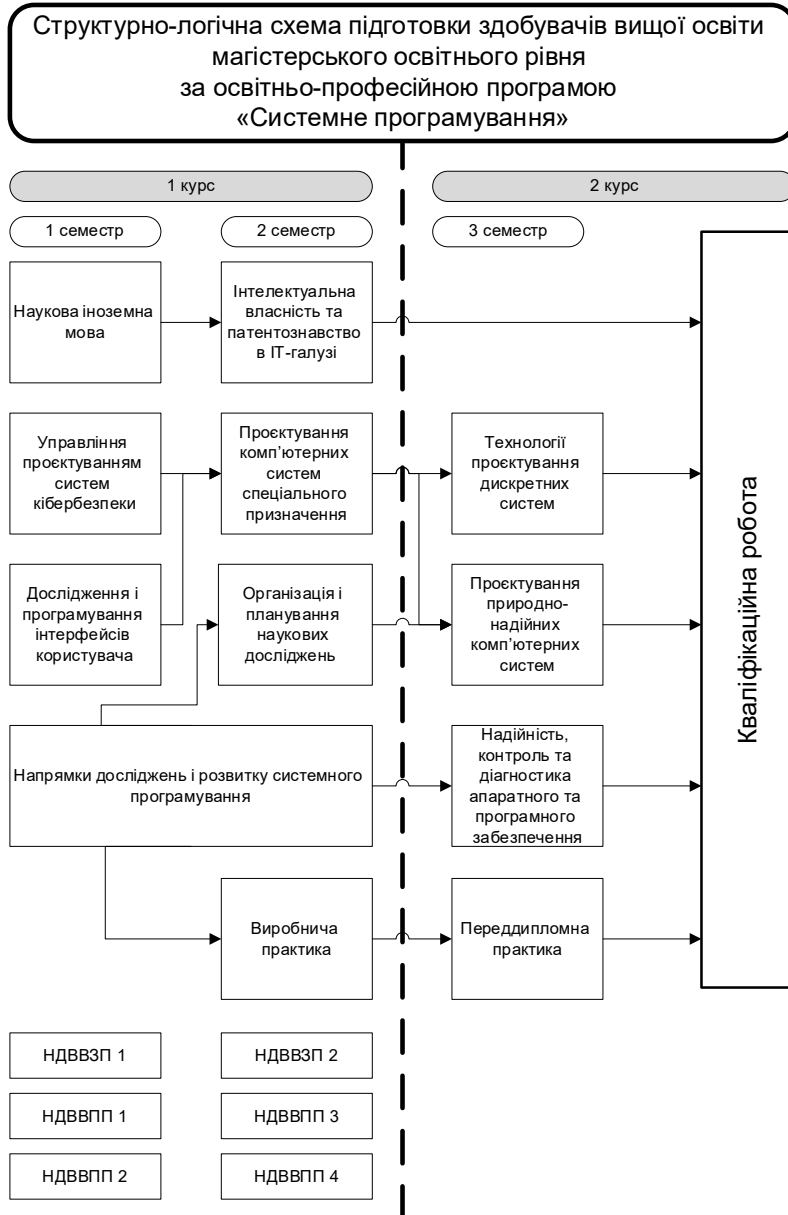 Структурно-логічна схема підготовки здобувачів вищої освіти
магістерського освітнього рівня
за освітньо-професійною програмою
«Системне програмування»
1 курс
2 курс
1 семестр
2 семестр
3 семестр
Наукова іноземна
мова
Інтелектуальна
власність та
патентознавство
в ІТ-галузі
Управління
проєктуванням
систем
кібербезпеки
Проєктування
комп’ютерних
систем
спеціального
призначення
Технології
проєктування
дискретних
систем
Дослідження і
програмування
інтерфейсів
користувача
Організація і
планування
наукових
досліджень
Проєктування
природно-
надійних
комп’ютерних
систем
Напрямки досліджень і розвитку системного
програмування
Надійність,
контроль та
діагностика
апаратного та
програмного
забезпечення
Виробнича
практика
Переддипломна
практика
Кваліфікаційна робота
НДВВЗП 1
НДВВЗП 2
НДВВПП 1
НДВВПП 3
НДВВПП 2
НДВВПП 4